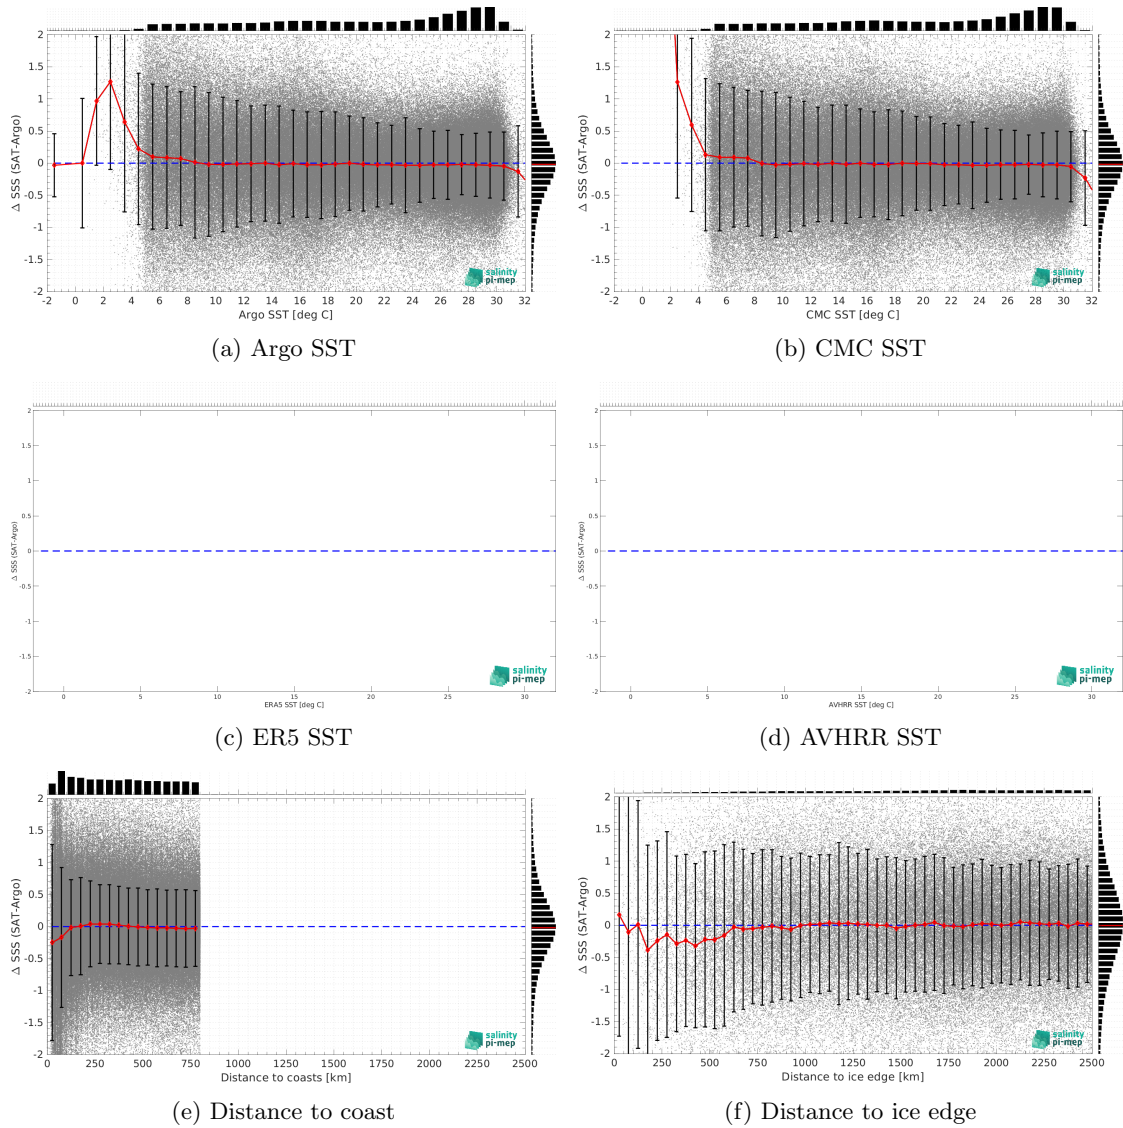 2
1.5
1
0.5
0
-0.5
-1
-1.5
-2
Δ SSS (SAT-Argo)
-2 0 2 4 6 8 10 12 14 16 18 20 22 24 26 28 30 32
Argo SST [deg C]
salinity
pi-mep
(a) Argo SST
2
1.5
1
0.5
0
-0.5
-1
-1.5
-2
Δ SSS (SAT-Argo)
-2 0 2 4 6 8 10 12 14 16 18 20 22 24 26 28 30 32
CMC SST [deg C]
salinity
pi-mep
(b) CMC SST
2
1.5
1
0.5
0
-0.5
-1
-1.5
-2
Δ SSS (SAT-Argo)
0 5 10 15 20 25 30
ERA5 SST [deg C]
salinity
pi-mep
(c) ER5 SST
2
1.5
1
0.5
0
-0.5
-1
-1.5
-2
Δ SSS (SAT-Argo)
0 5 10 15 20 25 30
AVHRR SST [deg C]
salinity
pi-mep
(d) AVHRR SST
2
1.5
1
0.5
0
-0.5
-1
-1.5
-2
Δ SSS (SAT-Argo)
0 250 500 750 1000 1250 1500 1750 2000 2250 2500
Distance to coasts [km]
salinity
pi-mep
(e) Distance to coast
2
1.5
1
0.5
0
-0.5
-1
-1.5
-2
Δ SSS (SAT-Argo)
0 250 500 750 1000 1250 1500 1750 2000 2250 2500
Distance to ice edge [km]
salinity
pi-mep
(f) Distance to ice edge